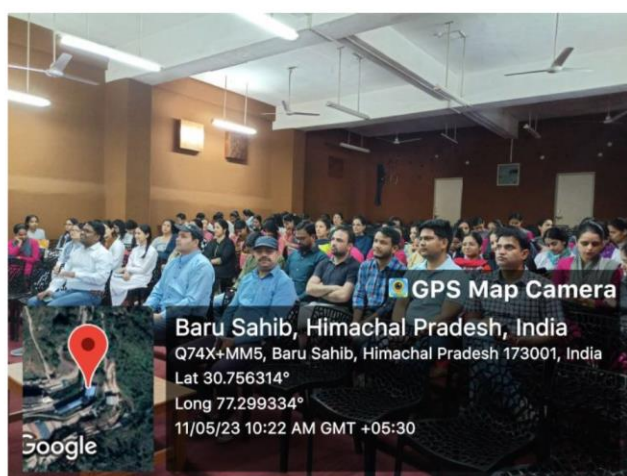 GPS Map Camera
Baru Sahib, Himachal Pradesh, India
Q74X+MM5, Baru Sahib, Himachal Pradesh 173001, India
Lat 30.756314°
Long 77.299334°
11/05/23 10:22 AM GMT +05:30
Google